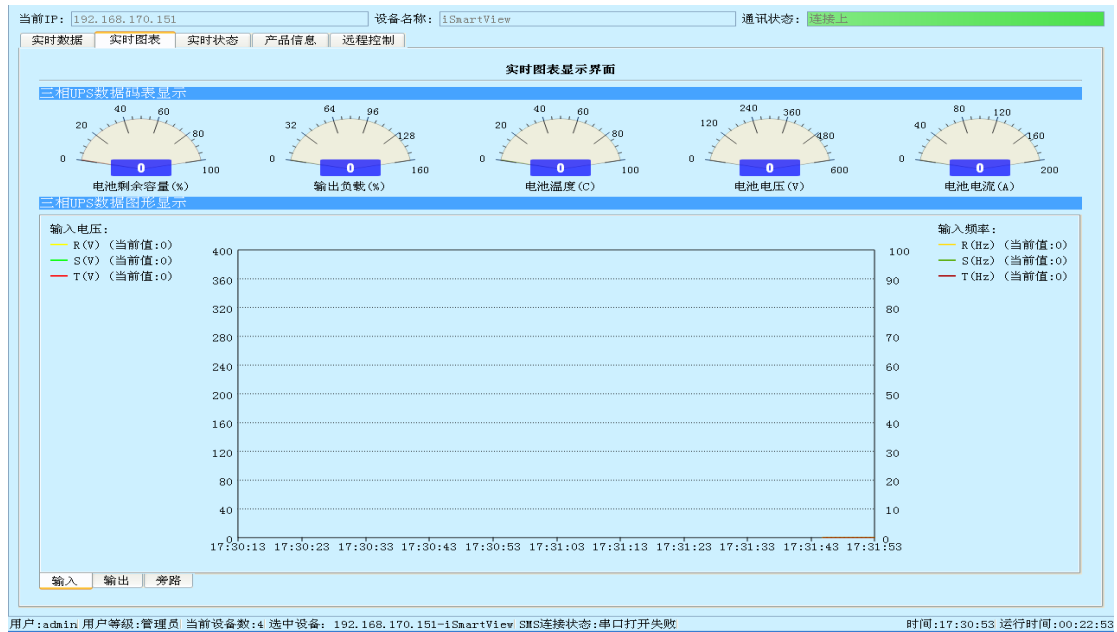 当前IP: 192.168.170.151 设备名称: iSmartView 通讯状态: 连接上
实时数据 实时图表 实时状态 产品信息 远程控制
实时图表显示界面
三相UPS数据码表显示
0 20 40 60 80 100 0
电池剩余容量(%)
0 32 64 96 128 160 0
输出负载(%)
0 20 40 60 80 100 0
电池温度(C)
0 120 240 360 480 600 0
电池电压(V)
0 40 80 120 160 200 0
电池电流(A)
三相UPS数据图形显示
输入电压:
R(V) (当前值:0)
S(V) (当前值:0)
T(V) (当前值:0)
输入频率:
R(Hz) (当前值:0)
S(Hz) (当前值:0)
T(Hz) (当前值:0)
400 100
360 90
320 80
280 70
240 60
200 50
160 40
120 30
80 20
40 10
0 0
17:30:13 17:30:23 17:30:33 17:30:43 17:30:53 17:31:03 17:31:13 17:31:23 17:31:33 17:31:43 17:31:53
输入 输出 旁路
用户:admin 用户等级:管理员 当前设备数:4 选中设备: 192.168.170.151-iSmartView SMS连接状态:串口打开失败 时间:17:30:53 运行时间:00:22:53